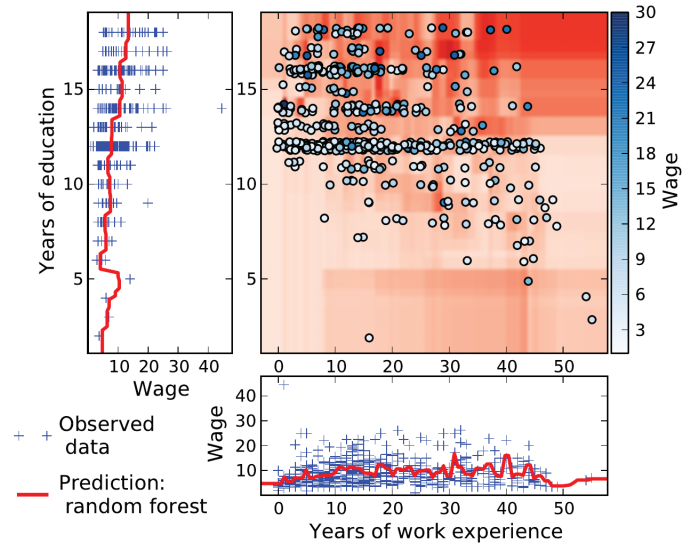 Years of education
15
10
5
10 20 30 40
Wage
0 10 20 30 40 50
30
27
24
21
18
15
12
9
6
3
Wage
Wage
40
30
20
10
0 10 20 30 40 50
Years of work experience
Observed
data
Prediction:
random forest